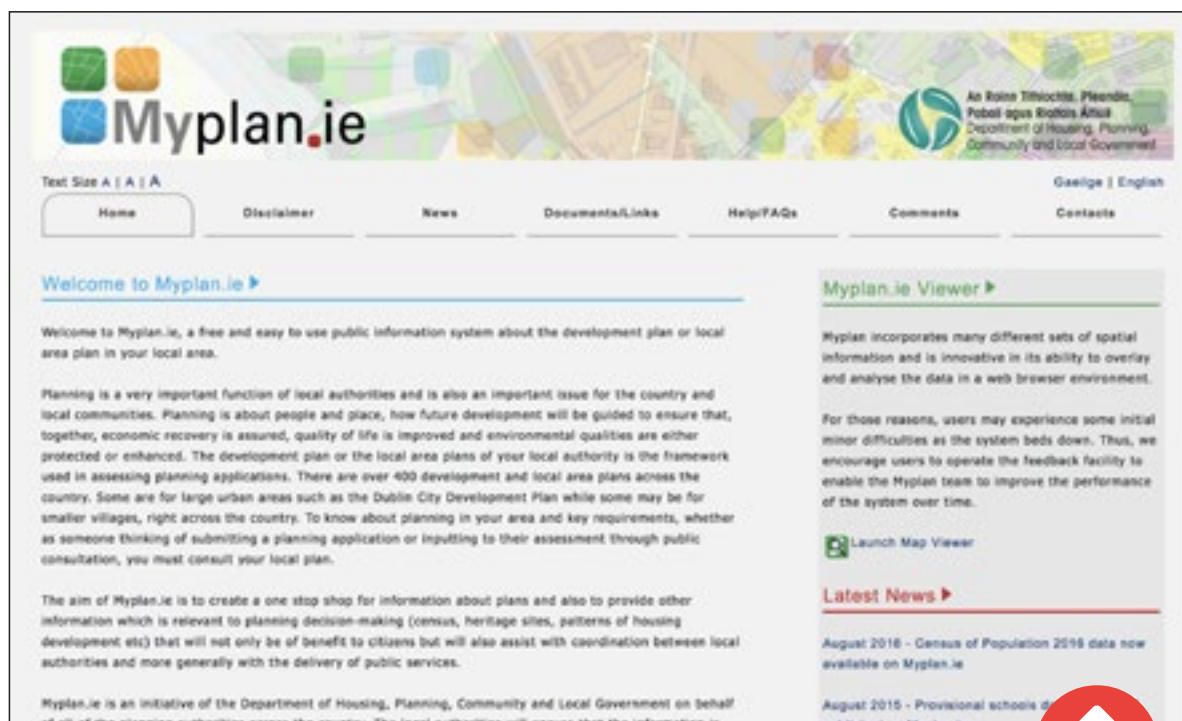 Myplan.ie
An Roinn Tithíochta, Pleanála,
Pobail agus Rialtais Áitiúil
Department of Housing, Planning,
Community and Local Government
Text Size A | A | A
Gaeilge | English
Home
Disclaimer
News
Documents/Links
Help/FAQs
Comments
Contacts
Welcome to Myplan.ie
Welcome to Myplan.ie, a free and easy to use public information system about the development plan or local
area plan in your local area.
Planning is a very important function of local authorities and is also an important issue for the country and
local communities. Planning is about people and place, how future development will be guided to ensure that,
together, economic recovery is assured, quality of life is improved and environmental qualities are either
protected or enhanced. The development plan or the local area plans of your local authority is the framework
used in assessing planning applications. There are over 400 development and local area plans across the
country. Some are for large urban areas such as the Dublin City Development Plan while some may be for
smaller villages, right across the country. To know about planning in your area and key requirements, whether
as someone thinking of submitting a planning application or inputting to their assessment through public
consultation, you must consult your local plan.
The aim of Myplan.ie is to create a one stop shop for information about plans and also to provide other
information which is relevant to planning decision-making (census, heritage sites, patterns of housing
development etc) that will not only be of benefit to citizens but will also assist with coordination between local
authorities and more generally with the delivery of public services.
Myplan.ie is an initiative of the Department of Housing, Planning, Community and Local Government on behalf
of all of the planning authorities across the country. The local authorities will ensure that the information is
Myplan.ie Viewer
Myplan incorporates many different sets of spatial
information and is innovative in its ability to overlay
and analyse the data in a web browser environment.
For those reasons, users may experience some initial
minor difficulties as the system beds down. Thus, we
encourage users to operate the feedback facility to
enable the Myplan team to improve the performance
of the system over time.
Launch Map Viewer
Latest News
August 2016 - Census of Population 2016 data now
available on Myplan.ie
August 2015 - Provisional schools